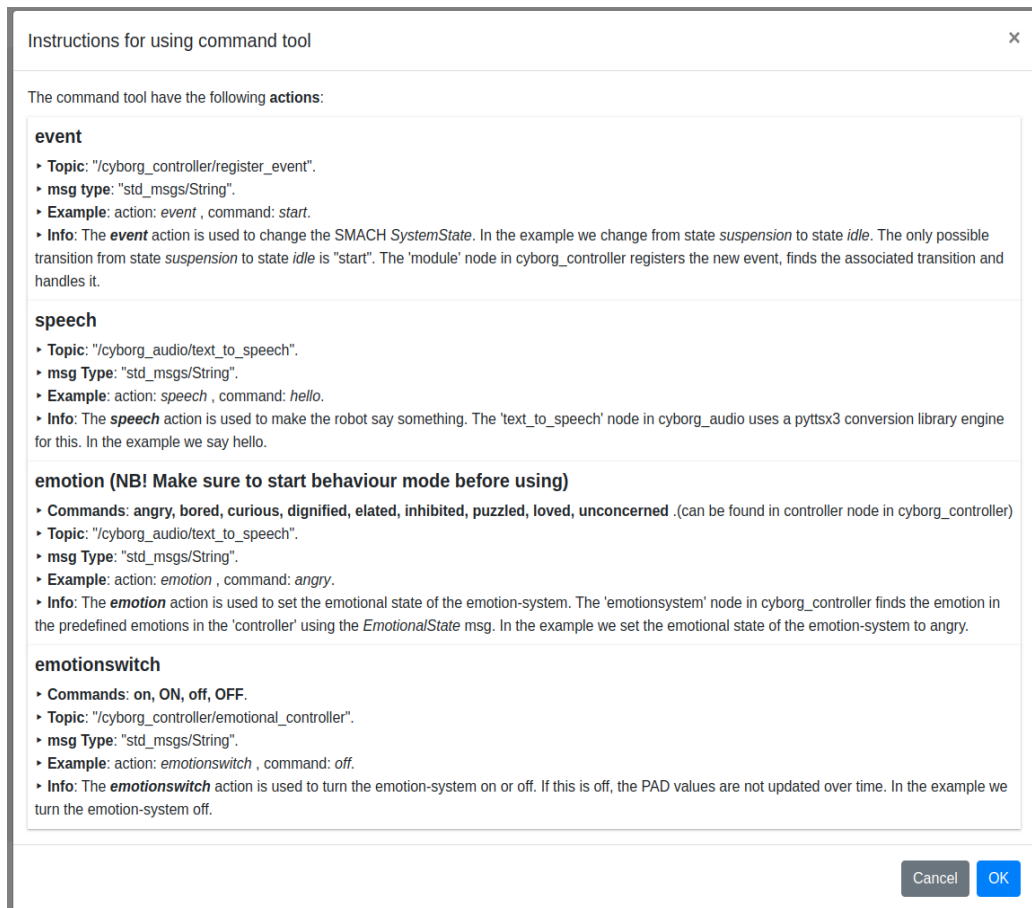 Instructions for using command tool
×
The command tool have the following actions:
event
‣ Topic: "/cyborg_controller/register_event".
‣ msg type: "std_msgs/String".
‣ Example: action: event , command: start.
‣ Info: The event action is used to change the SMACH SystemState. In the example we change from state suspension to state idle. The only possible
transition from state suspension to state idle is "start". The 'module' node in cyborg_controller registers the new event, finds the associated transition and
handles it.
speech
‣ Topic: "/cyborg_audio/text_to_speech".
‣ msg Type: "std_msgs/String".
‣ Example: action: speech , command: hello.
‣ Info: The speech action is used to make the robot say something. The 'text_to_speech' node in cyborg_audio uses a pyttsx3 conversion library engine
for this. In the example we say hello.
emotion (NB! Make sure to start behaviour mode before using)
‣ Commands: angry, bored, curious, dignified, elated, inhibited, puzzled, loved, unconcerned .(can be found in controller node in cyborg_controller)
‣ Topic: "/cyborg_audio/text_to_speech".
‣ msg Type: "std_msgs/String".
‣ Example: action: emotion , command: angry.
‣ Info: The emotion action is used to set the emotional state of the emotion-system. The 'emotionsystem' node in cyborg_controller finds the emotion in
the predefined emotions in the 'controller' using the EmotionalState msg. In the example we set the emotional state of the emotion-system to angry.
emotionswitch
‣ Commands: on, ON, off, OFF.
‣ Topic: "/cyborg_controller/emotional_controller".
‣ msg Type: "std_msgs/String".
‣ Example: action: emotionswitch , command: off.
‣ Info: The emotionswitch action is used to turn the emotion-system on or off. If this is off, the PAD values are not updated over time. In the example we
turn the emotion-system off.
Cancel OK